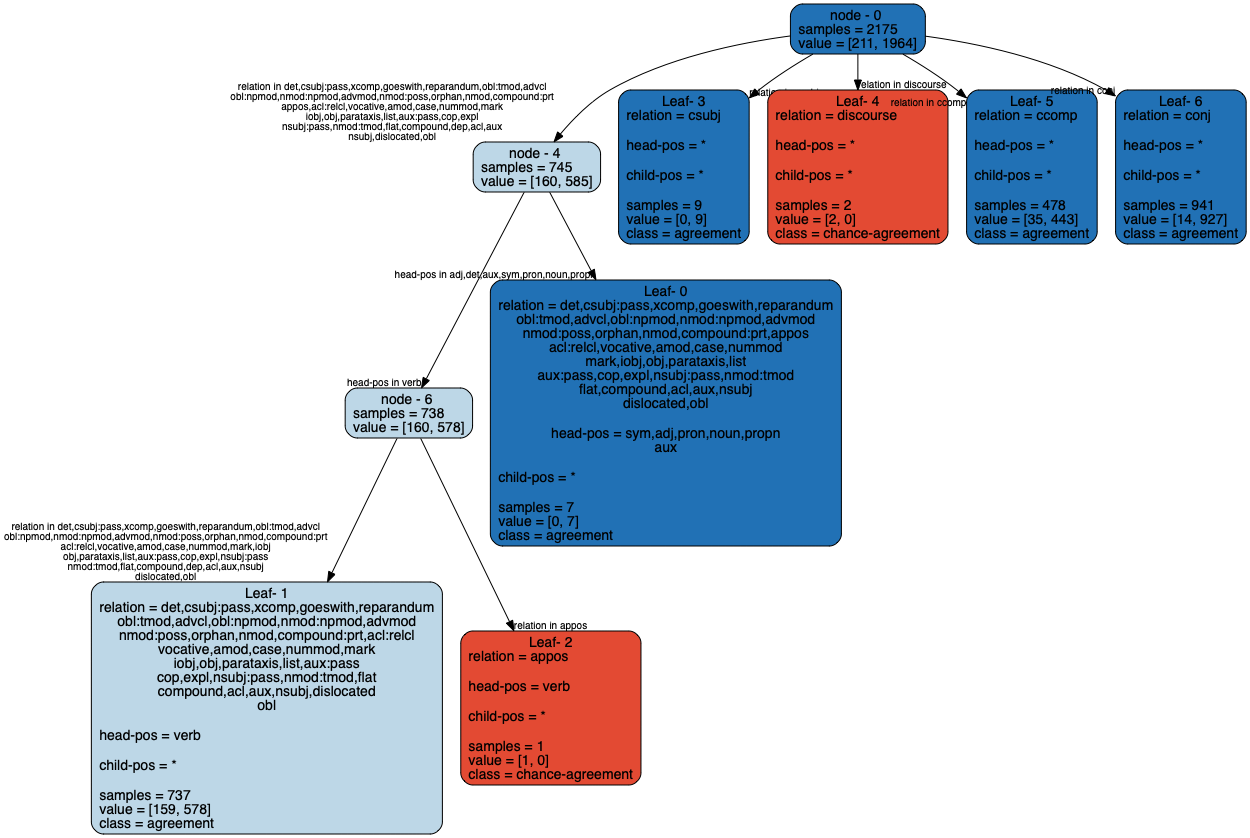 node - 0
samples = 2175
value = [211, 1964]
relation in det,csubj:pass,xcomp,goeswith,reparandum,obl:tmod,advcl
obl:npmod,nmod:npmod,advmod,nmod:poss,orphan,nmod,compound:prt
appos,acl:relcl,vocative,amod,case,nummod,mark
iobj,obj,parataxis,list,aux:pass,cop,expl
nsubj:pass,nmod:tmod,flat,compound,dep,acl,aux
nsubj,dislocated,obl
relation in discourse
relation in ccomp
relation in conj
node - 4
samples = 745
value = [160, 585]
Leaf- 3
relation = csubj
head-pos = *
child-pos = *
samples = 9
value = [0, 9]
class = agreement
Leaf- 4
relation = discourse
head-pos = *
child-pos = *
samples = 2
value = [2, 0]
class = chance-agreement
Leaf- 5
relation = ccomp
head-pos = *
child-pos = *
samples = 478
value = [35, 443]
class = agreement
Leaf- 6
relation = conj
head-pos = *
child-pos = *
samples = 941
value = [14, 927]
class = agreement
head-pos in adj,det,aux,sym,pron,noun,propn
Leaf- 0
relation = det,csubj:pass,xcomp,goeswith,reparandum
obl:tmod,advcl,obl:npmod,nmod:npmod,advmod
nmod:poss,orphan,nmod,compound:prt,appos
acl:relcl,vocative,amod,case,nummod
mark,iobj,obj,parataxis,list
aux:pass,cop,expl,nsubj:pass,nmod:tmod
flat,compound,acl,aux,nsubj
dislocated,obl
head-pos = sym,adj,pron,noun,propn
aux
child-pos = *
samples = 7
value = [0, 7]
class = agreement
head-pos in verb
node - 6
samples = 738
value = [160, 578]
relation in det,csubj:pass,xcomp,goeswith,reparandum,obl:tmod,advcl
obl:npmod,nmod:npmod,advmod,nmod:poss,orphan,nmod,compound:prt
acl:relcl,vocative,amod,case,nummod,mark,iobj
obj,parataxis,list,aux:pass,cop,expl,nsubj:pass
nmod:tmod,flat,compound,dep,acl,aux,nsubj
dislocated,obl
Leaf- 1
relation = det,csubj:pass,xcomp,goeswith,reparandum
obl:tmod,advcl,obl:npmod,nmod:npmod,advmod
nmod:poss,orphan,nmod,compound:prt,acl:relcl
vocative,amod,case,nummod,mark
iobj,obj,parataxis,list,aux:pass
cop,expl,nsubj:pass,nmod:tmod,flat
compound,acl,aux,nsubj,dislocated
obl
head-pos = verb
child-pos = *
samples = 737
value = [159, 578]
class = agreement
relation in appos
Leaf- 2
relation = appos
head-pos = verb
child-pos = *
samples = 1
value = [1, 0]
class = chance-agreement